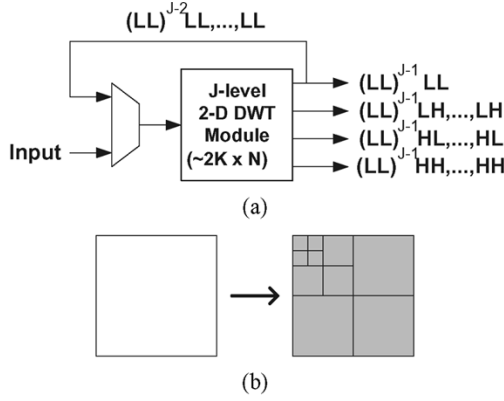 (LL)^J-2 LL,...,LL
J-level
2-D DWT
Module
(~2K x N)
Input
(LL)^J-1 LL
(LL)^J-1 LH,...,LH
(LL)^J-1 HL,...,HL
(LL)^J-1 HH,...,HH
(a)
(b)